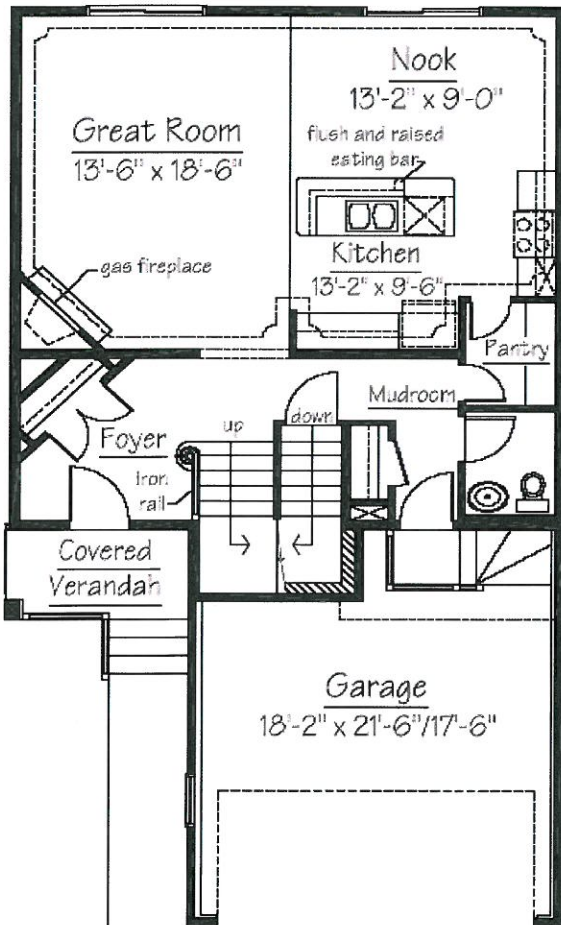 Nook
13'-2" x 9'-0"
Great Room
13'-6" x 18'-6"
flush and raised
eating bar
Kitchen
13'-2" x 9'-6"
gas fireplace
Pantry
Mudroom
Foyer
up
down
iron
rail
Covered
Verandah
Garage
18'-2" x 21'-6"/17'-6"